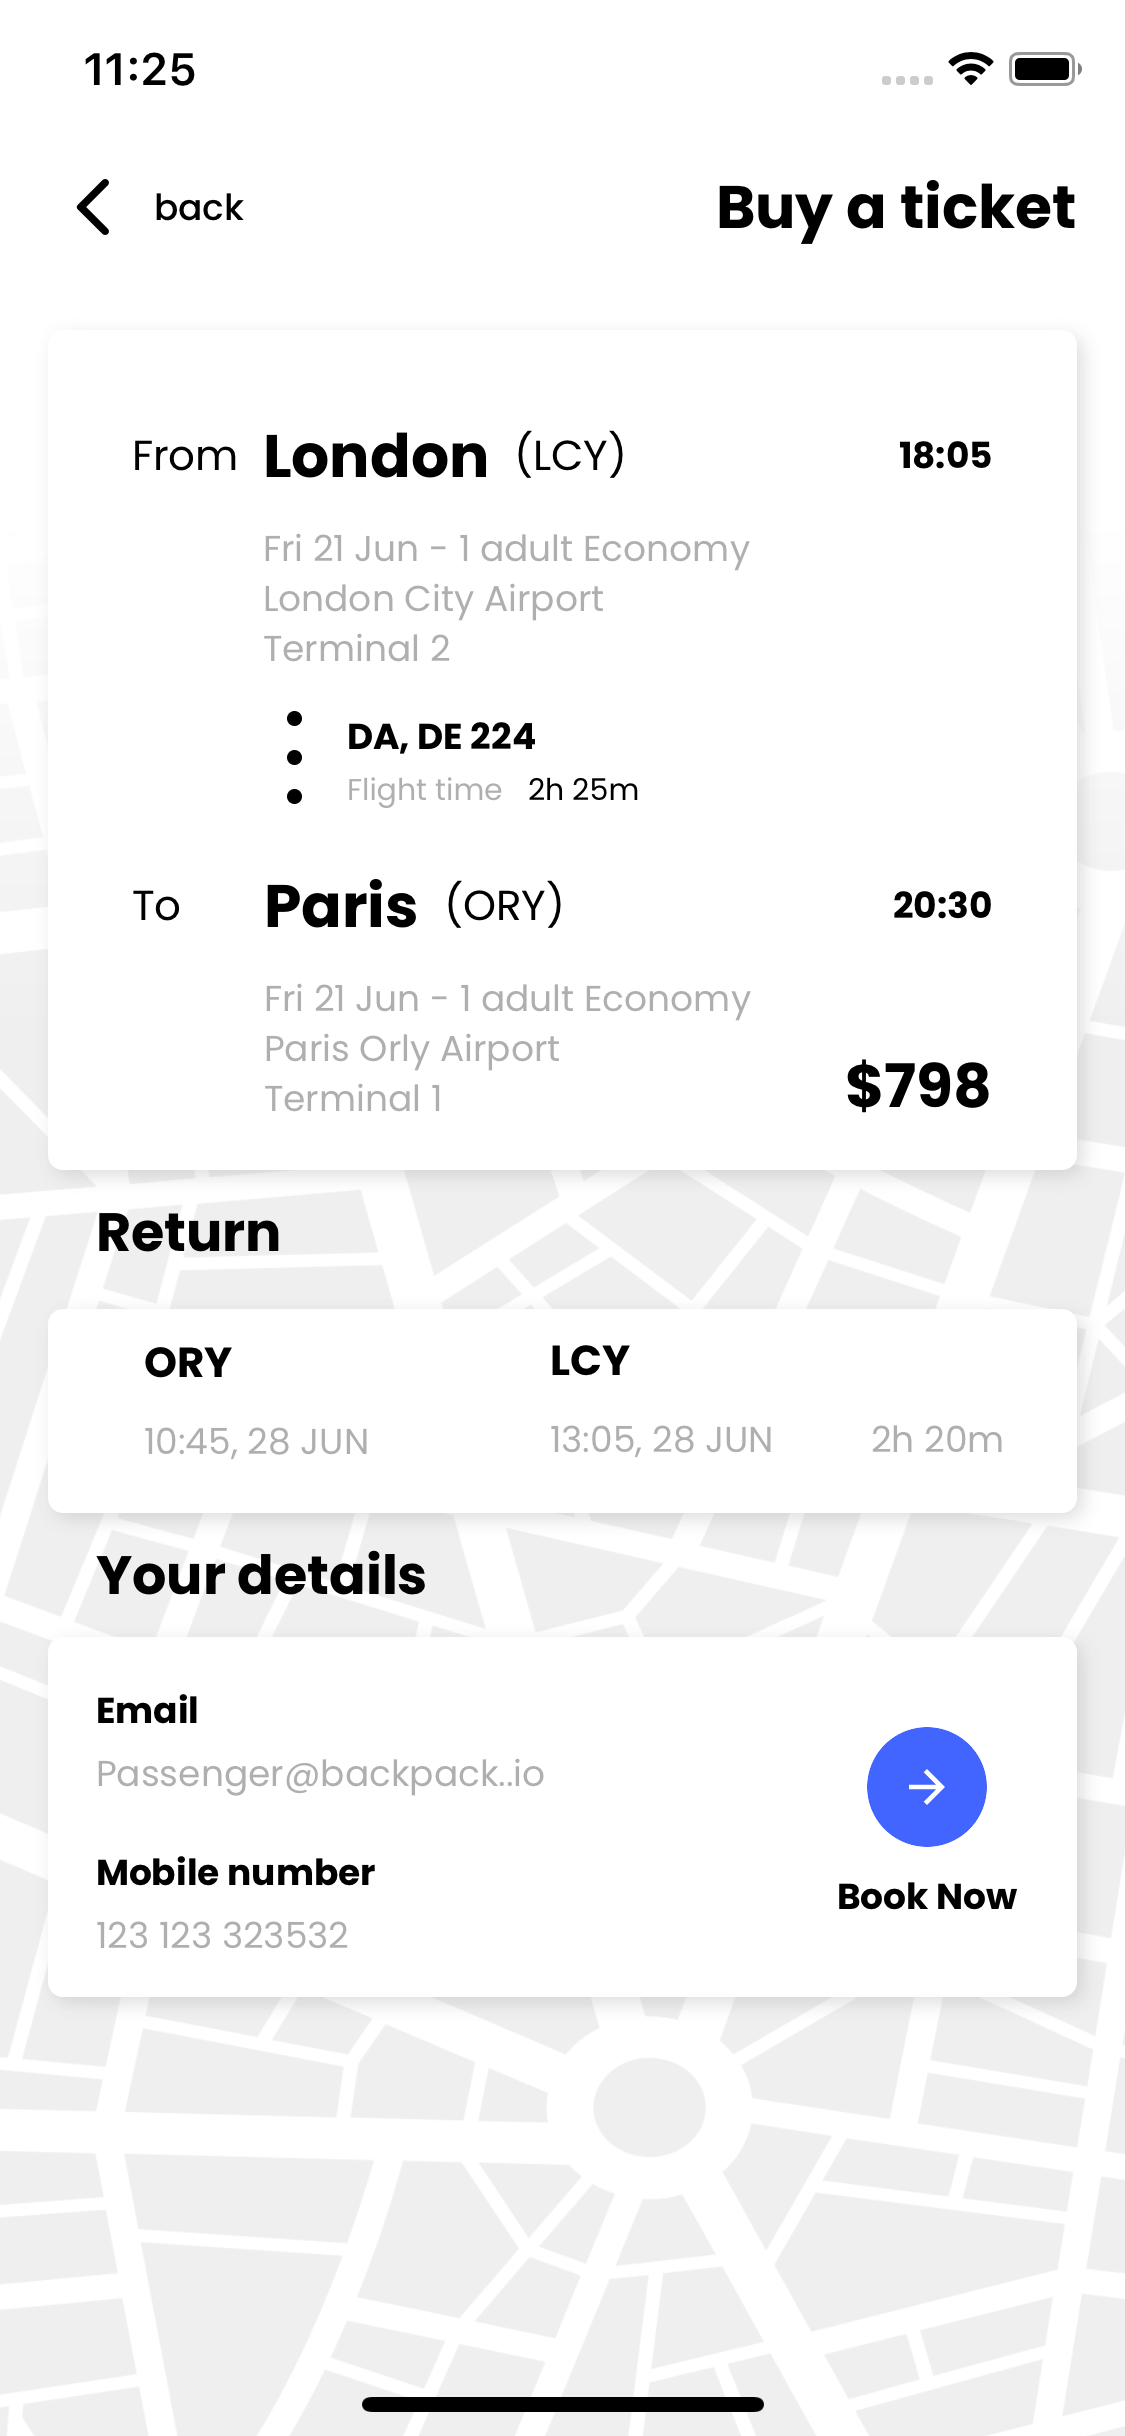 11:25
back
Buy a ticket
From London (LCY) 18:05
Fri 21 Jun - 1 adult Economy
London City Airport
Terminal 2
DA, DE 224
Flight time 2h 25m
To Paris (ORY) 20:30
Fri 21 Jun - 1 adult Economy
Paris Orly Airport
Terminal 1
$798
Return
ORY LCY
10:45, 28 JUN 13:05, 28 JUN 2h 20m
Your details
Email
Passenger@backpack..io
Mobile number
123 123 323532
Book Now